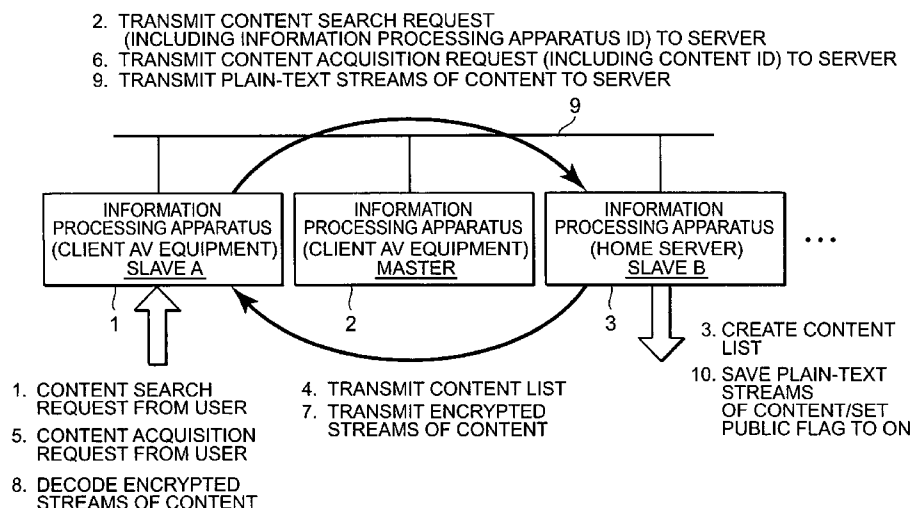 2. TRANSMIT CONTENT SEARCH REQUEST
(INCLUDING INFORMATION PROCESSING APPARATUS ID) TO SERVER
6. TRANSMIT CONTENT ACQUISITION REQUEST (INCLUDING CONTENT ID) TO SERVER
9. TRANSMIT PLAIN-TEXT STREAMS OF CONTENT TO SERVER
9
INFORMATION
PROCESSING APPARATUS
(CLIENT AV EQUIPMENT)
SLAVE A
INFORMATION
PROCESSING APPARATUS
(CLIENT AV EQUIPMENT)
MASTER
INFORMATION
PROCESSING APPARATUS
(HOME SERVER)
SLAVE B
...
1
2
3
1. CONTENT SEARCH
REQUEST FROM USER
5. CONTENT ACQUISITION
REQUEST FROM USER
8. DECODE ENCRYPTED
STREAMS OF CONTENT
4. TRANSMIT CONTENT LIST
7. TRANSMIT ENCRYPTED
STREAMS OF CONTENT
3. CREATE CONTENT
LIST
10. SAVE PLAIN-TEXT
STREAMS
OF CONTENT/SET
PUBLIC FLAG TO ON